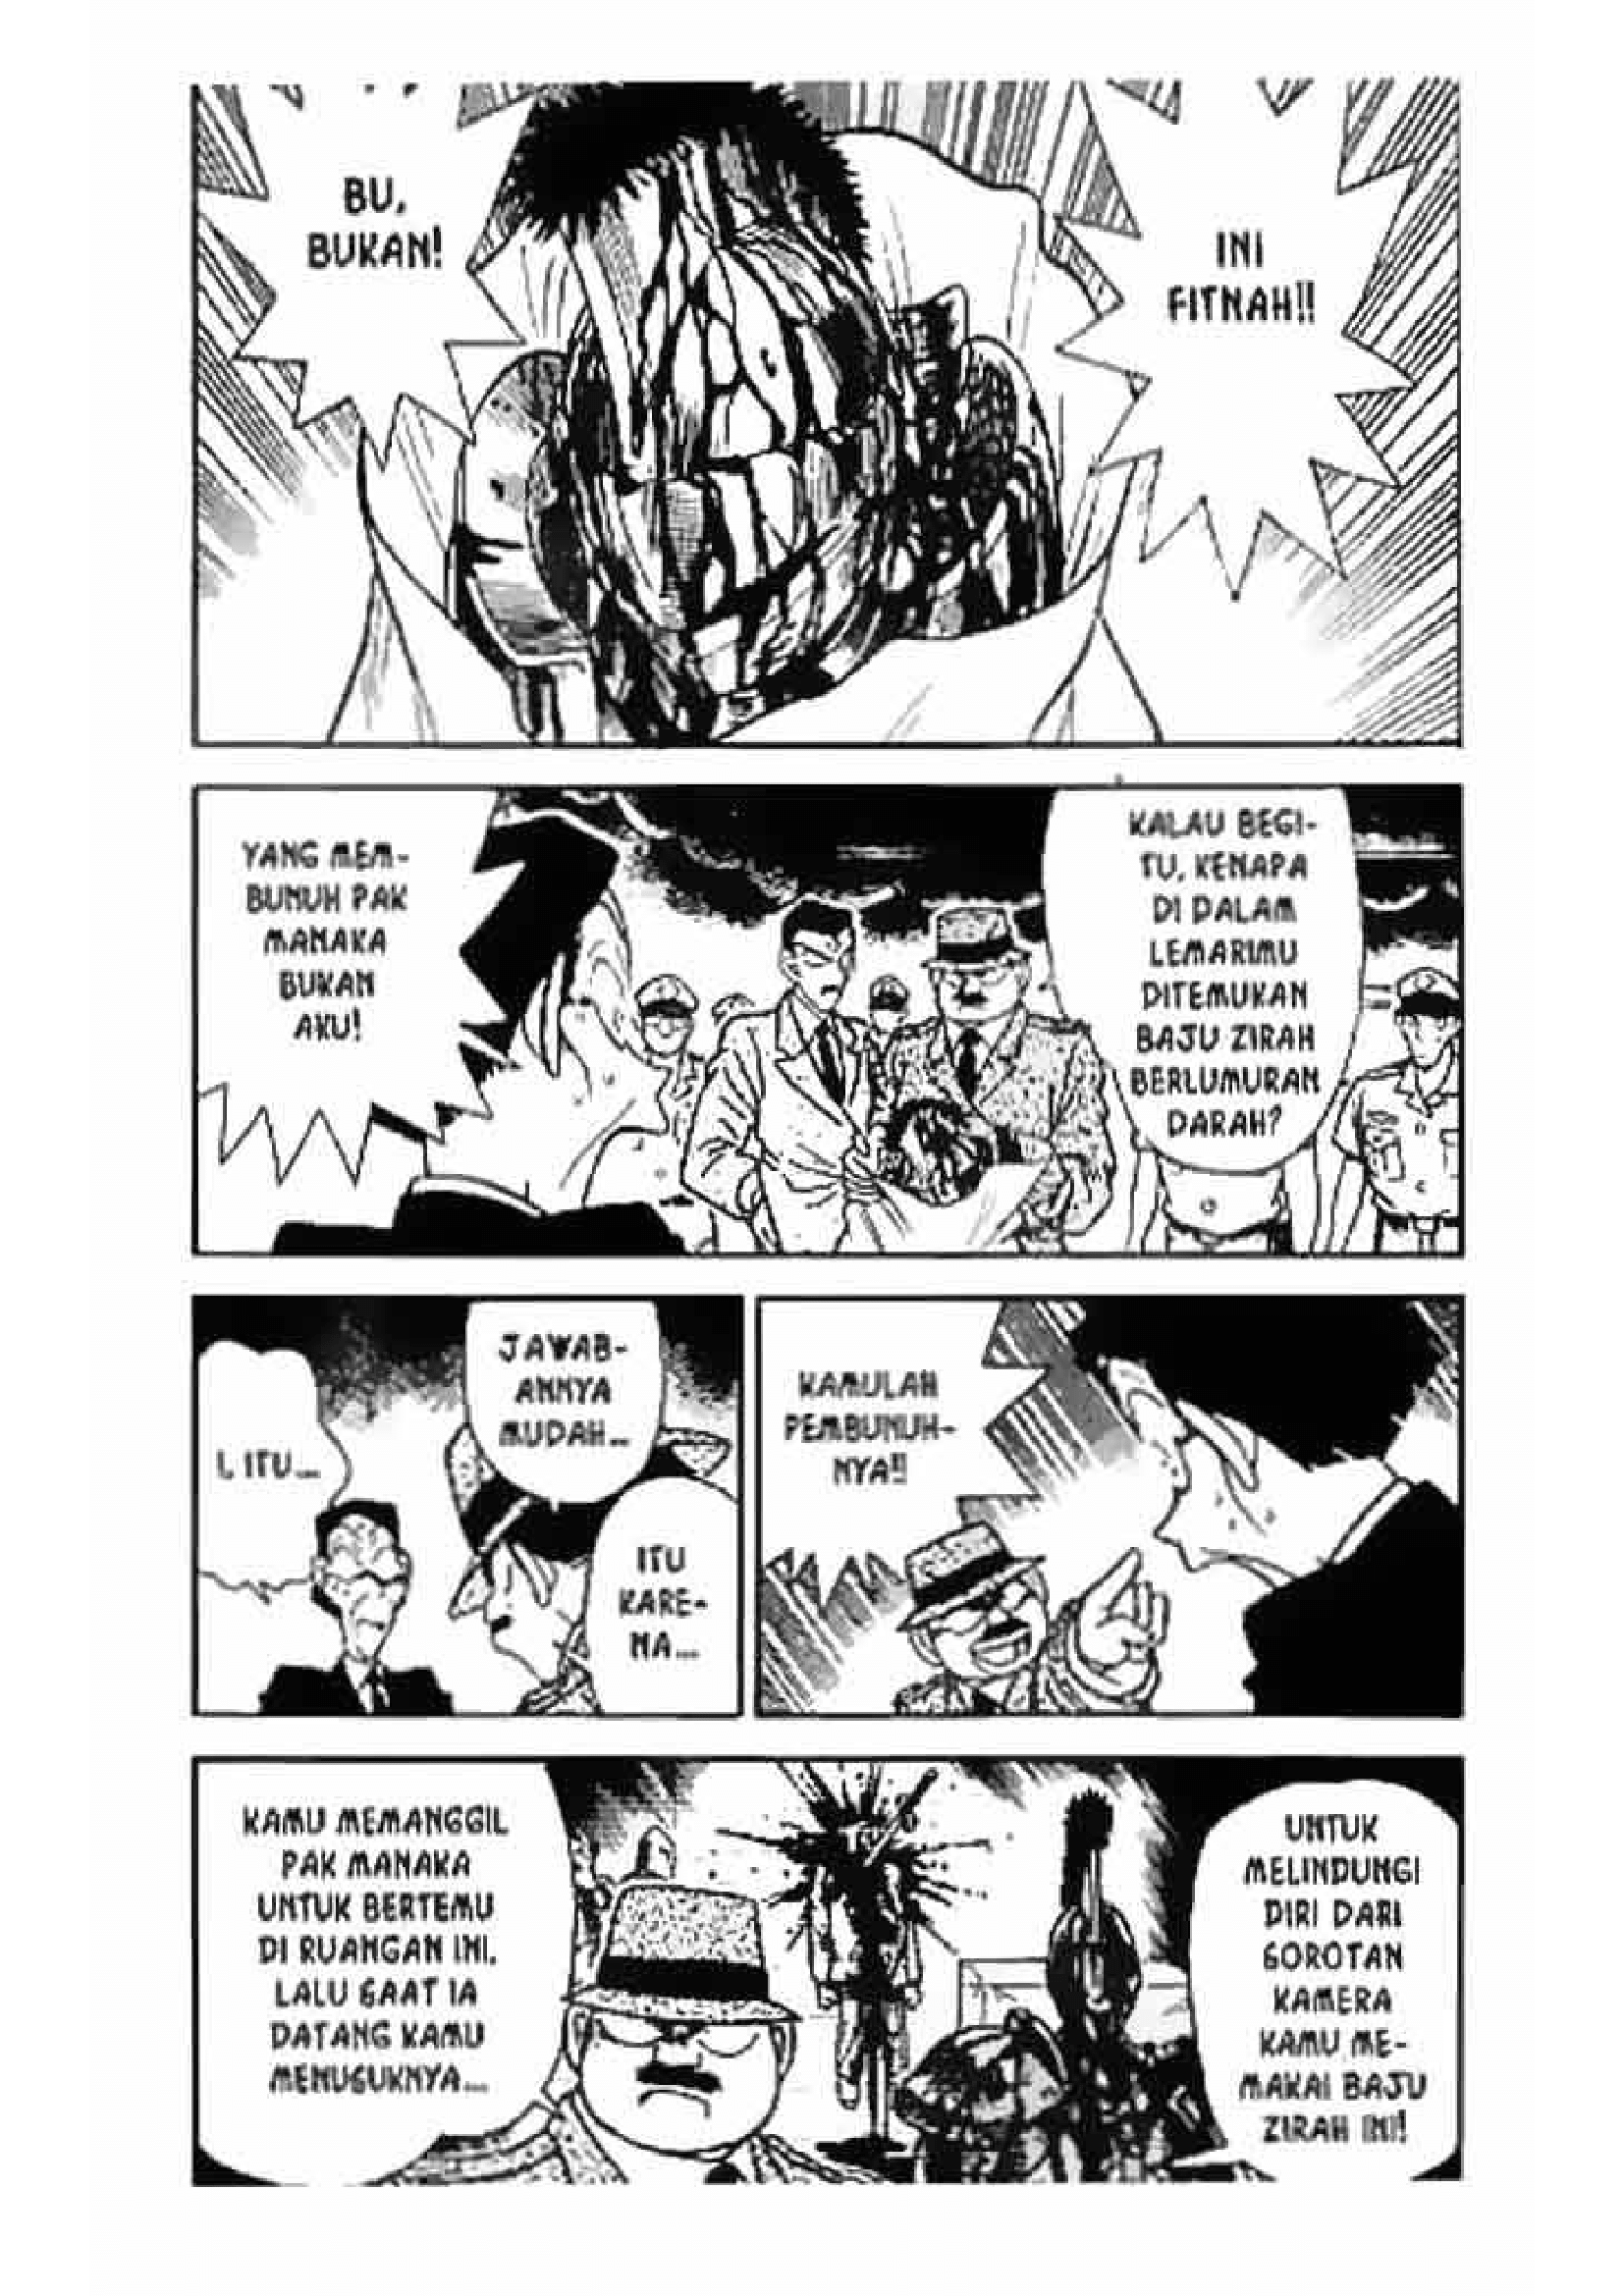 INI
FITNAH!!
BU,
BUKAN!
KALAU BEGI-
TU, KENAPA
DI DALAM
LEMARIMU
DITEMUKAN
BAJU ZIRAH
BERLUMURAN
DARAH?
YANG MEM-
BUNUH PAK
MANAKA
BUKAN
AKU!
JAWAB-
ANNYA
MUDAH...
ITU
KARE-
NA...
I, ITU...
KAMULAH
PEMBUNUH-
NYA!!
UNTUK
MELINDUNGI
DIRI DARI
SOROTAN
KAMERA
KAMU ME-
MAKAI BAJU
ZIRAH INI!
KAMU MEMANGGIL
PAK MANAKA
UNTUK BERTEMU
DI RUANGAN INI.
LALU SAAT IA
DATANG KAMU
MENUSUKNYA...